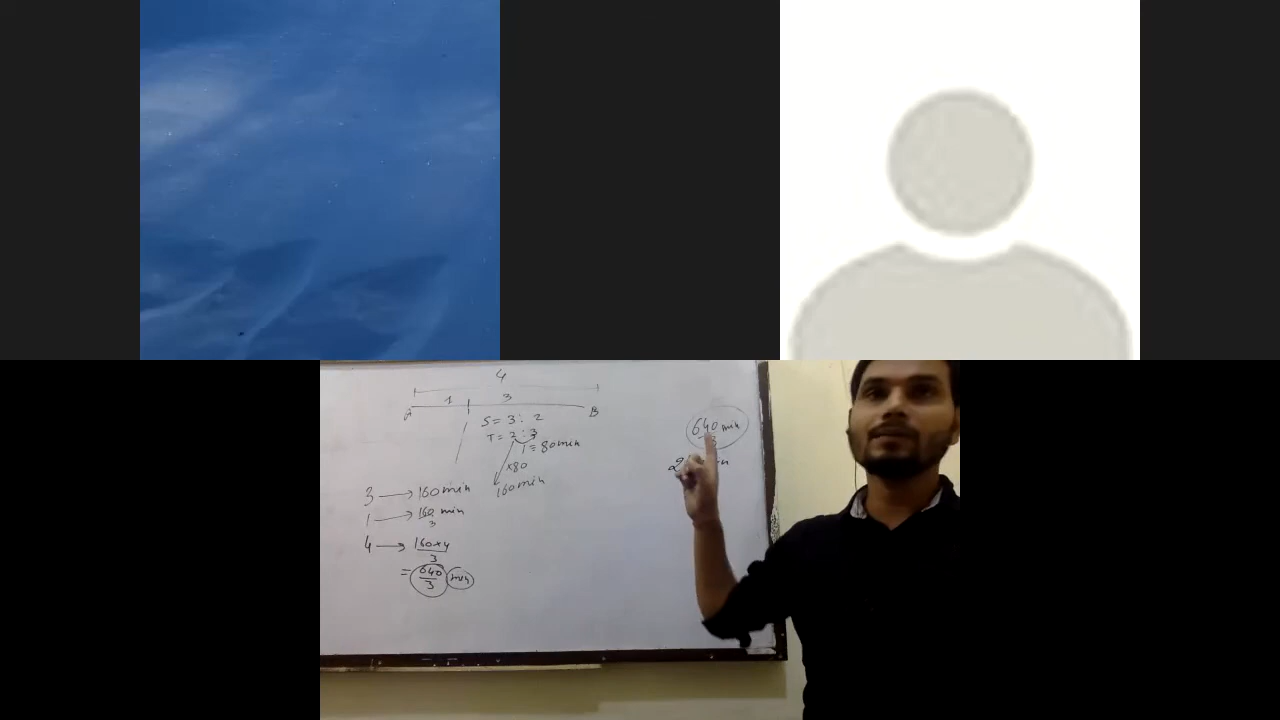 4
1 3
A B
S = 3 : 2
T = 2 : 3
1 = 80 min
×80
160 min
3 → 160 min
1 → 160/3 min
4 → 160×4/3
= 640/3 min
640/3 min